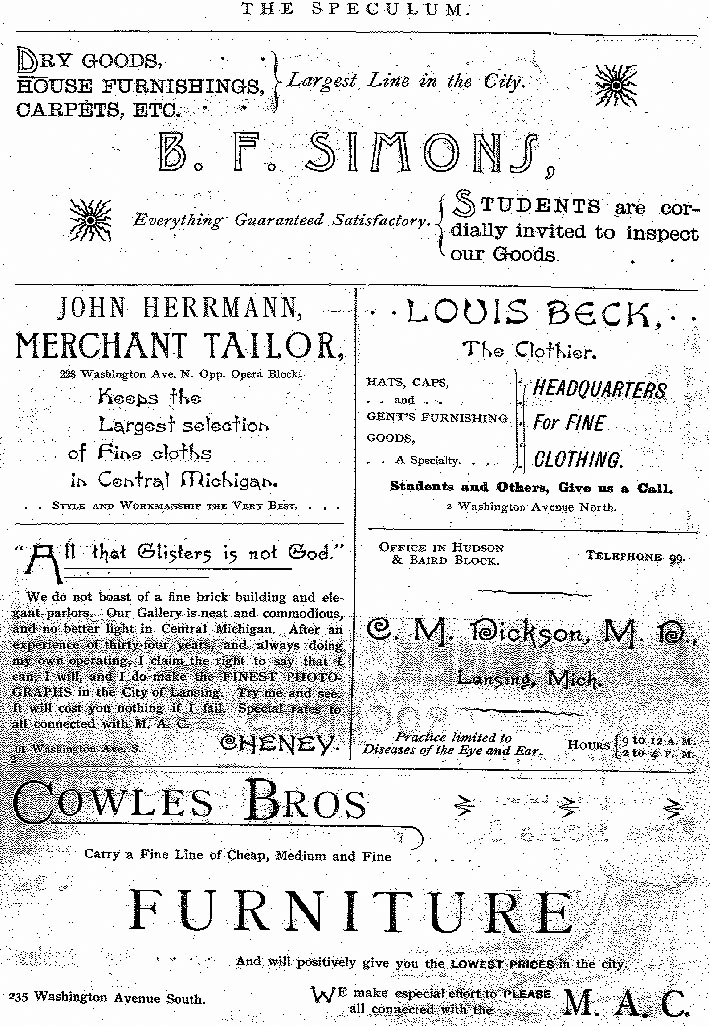 THE SPECULUM.
DRY GOODS,
HOUSE FURNISHINGS,
CARPETS, ETC.
Largest Line in the City.
B. F. SIMONS,
Everything Guaranteed Satisfactory.
STUDENTS are cor-
dially invited to inspect
our Goods.
JOHN HERRMANN,
MERCHANT TAILOR,
228 Washington Ave. N. Opp. Opera Block.
Keeps the
Largest selection
of Fine cloths
in Central Michigan.
STYLE AND WORKMANSHIP THE VERY BEST.
LOUIS BECK,
The Clothier.
HATS, CAPS,
and
GENT'S FURNISHING
GOODS,
A Specialty.
HEADQUARTERS
For FINE
CLOTHING.
Students and Others, Give us a Call.
2 Washington Avenue North.
"All that Glisters is not God."
We do not boast of a fine brick building and ele-
gant parlors. Our Gallery is neat and commodious,
and no better light in Central Michigan. After an
experience of thirty-four years, and always doing
my own operating, I claim the right to say that I
can, I will, and I do make the FINEST PHOTO-
GRAPHS in the City of Lansing. Try me and see.
It will cost you nothing if I fail. Special rates to
all connected with M. A. C.
Washington Ave. S.
CHENEY.
OFFICE IN HUDSON
& BAIRD BLOCK.
TELEPHONE 99.
C. M. Dickson, M. D.,
Lansing, Mich.
Practice limited to
Diseases of the Eye and Ear.
HOURS
9 to 12 A. M.
2 to 4 P. M.
COWLES BROS
Carry a Fine Line of Cheap, Medium and Fine
FURNITURE
And will positively give you the LOWEST PRICES in the city.
235 Washington Avenue South.
WE make especial effort to PLEASE
all connected with the
M. A. C.